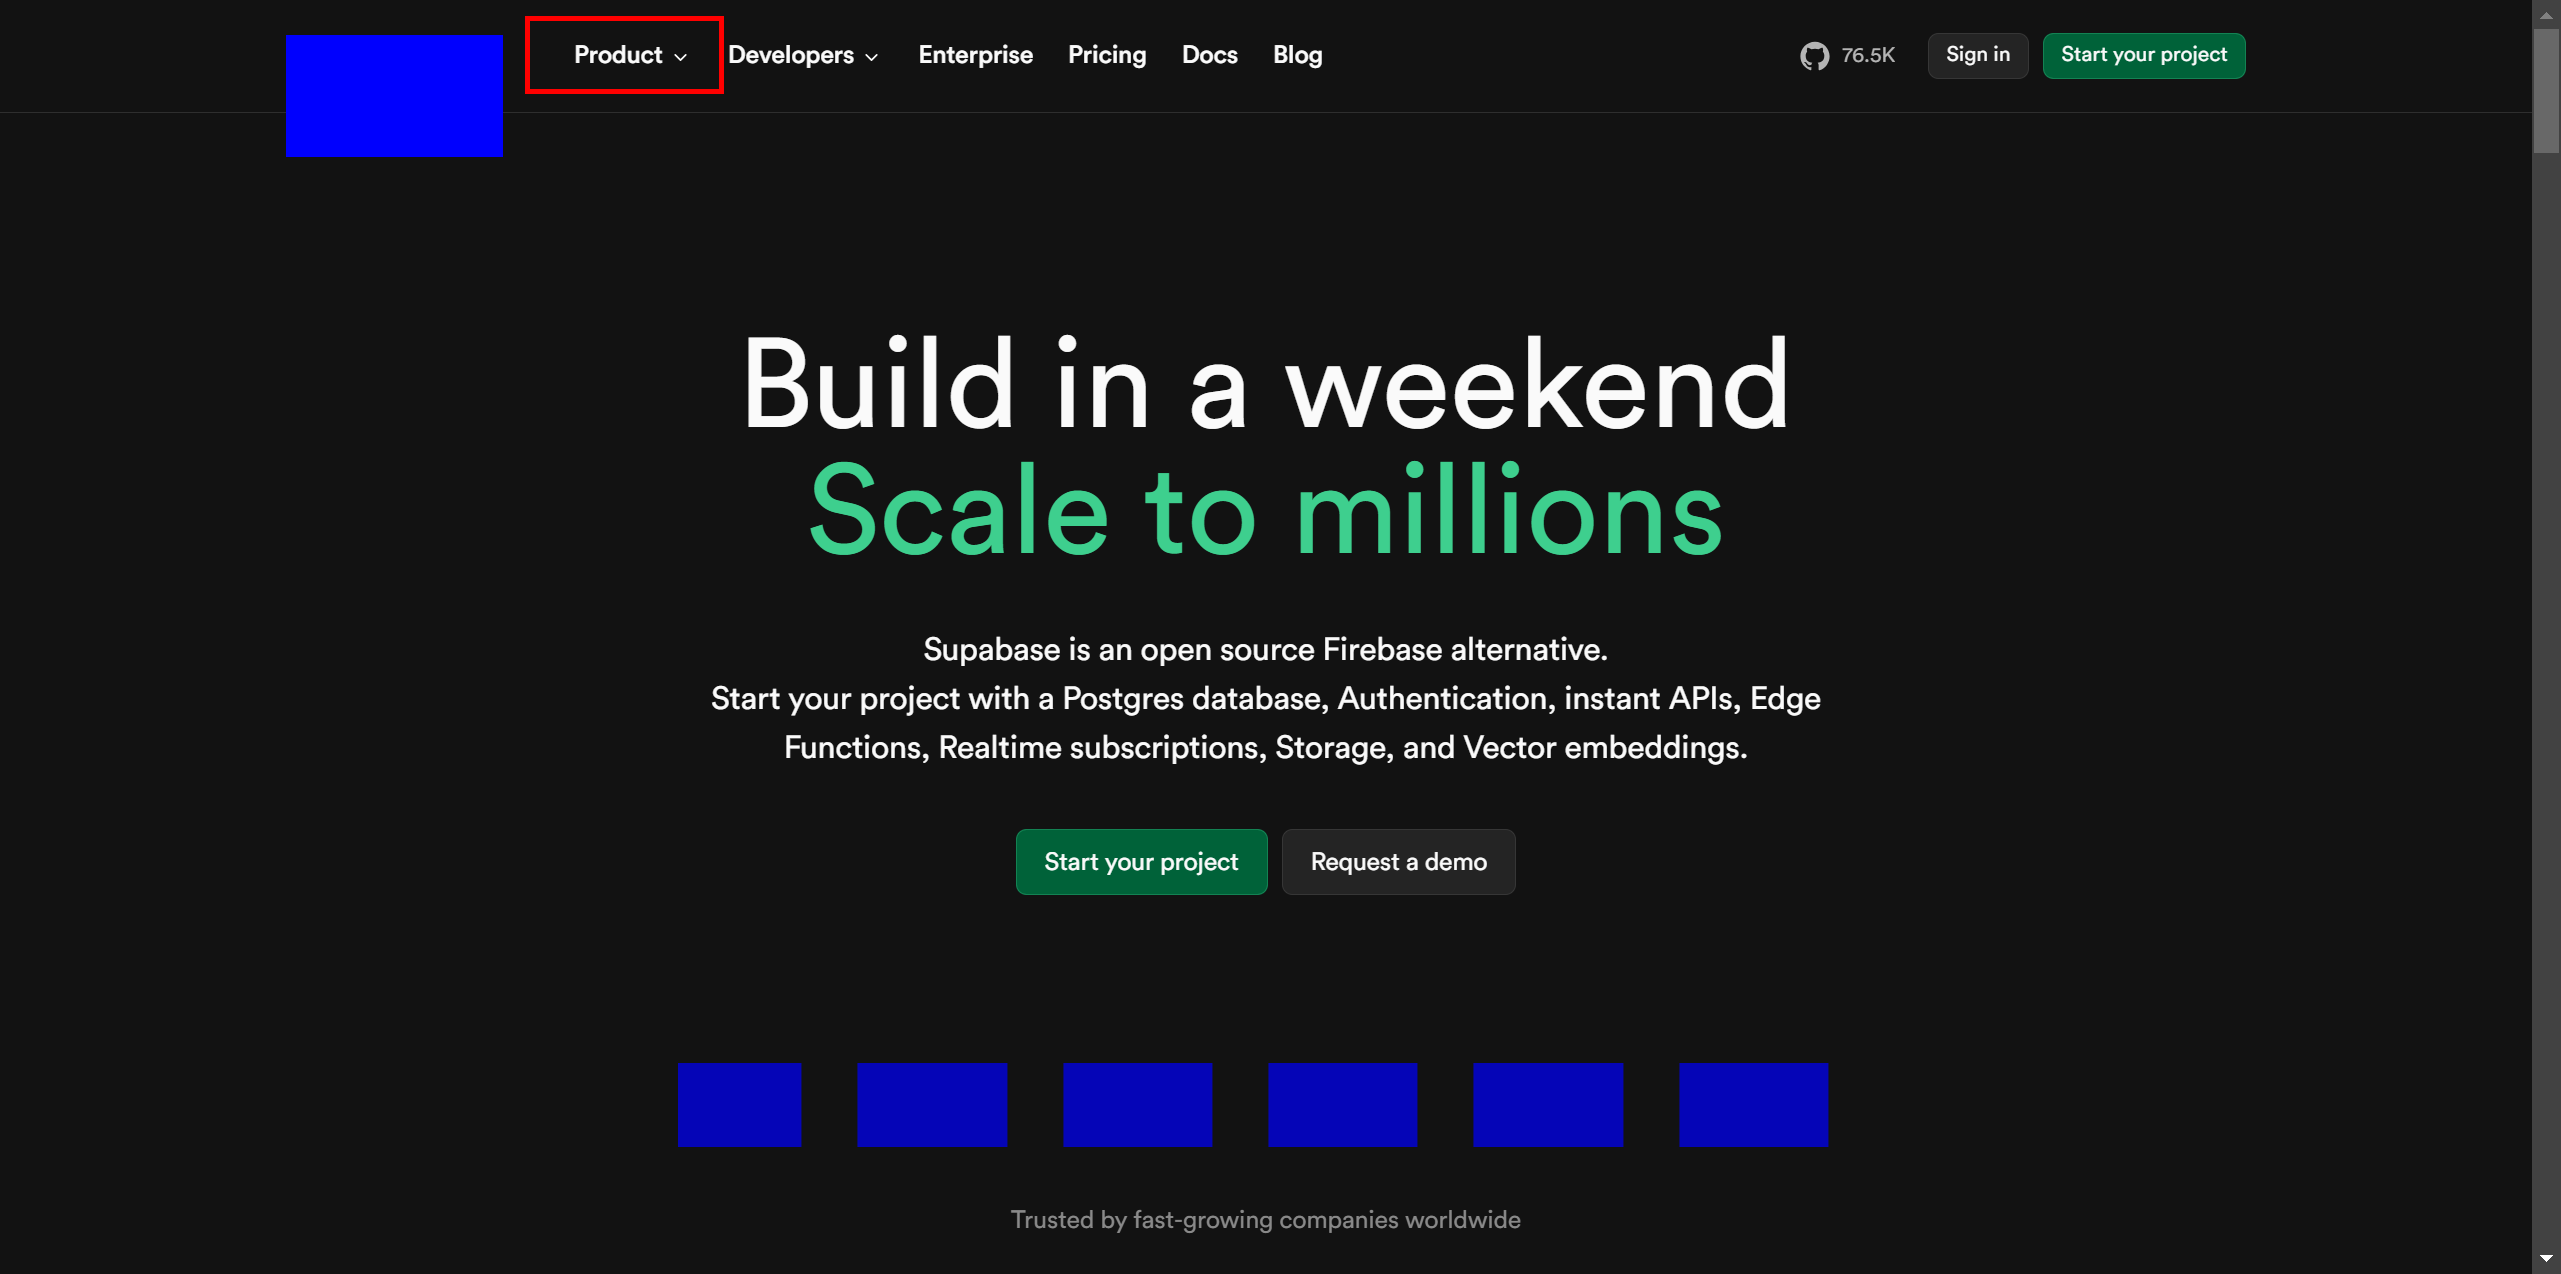 Product
Developers
Enterprise
Pricing
Docs
Blog
76.5K
Sign in
Start your project
Build in a weekend
Scale to millions
Supabase is an open source Firebase alternative.
Start your project with a Postgres database, Authentication, instant APIs, Edge
Functions, Realtime subscriptions, Storage, and Vector embeddings.
Start your project
Request a demo
Trusted by fast-growing companies worldwide